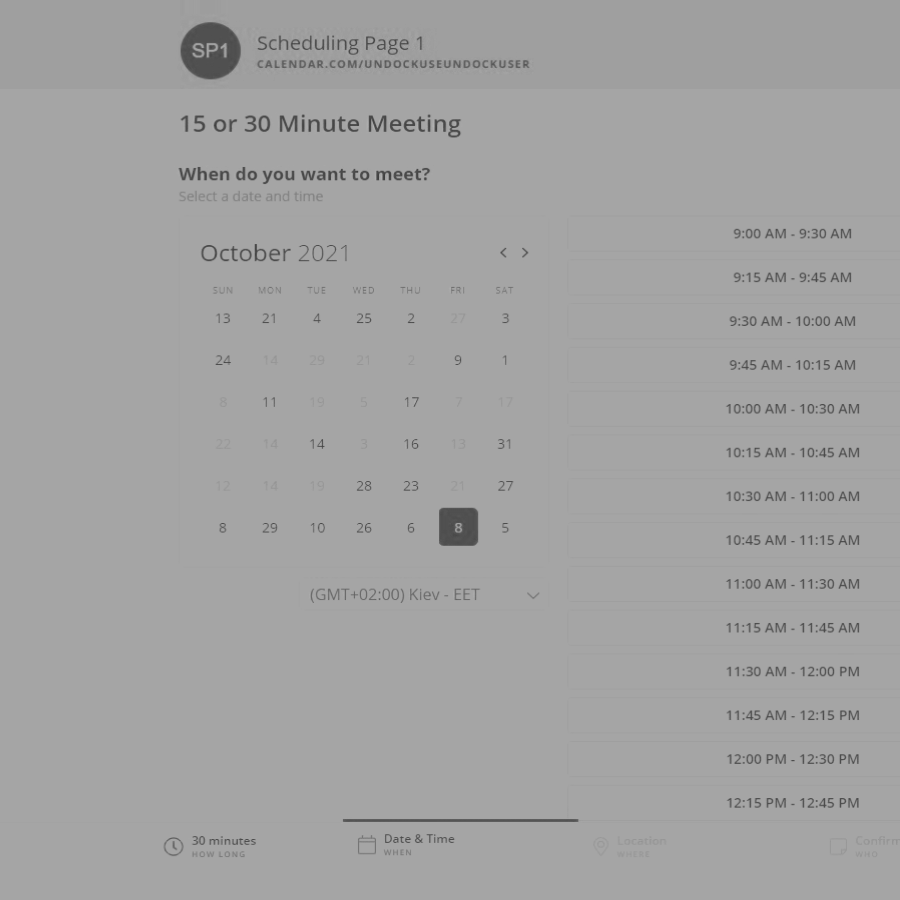 SP1
Scheduling Page 1
CALENDAR.COM/UNDOCKUSEUNDOCKUSER
15 or 30 Minute Meeting
When do you want to meet?
Select a date and time
October 2021
SUN MON TUE WED THU FRI SAT
13 21 4 25 2 27 3
24 14 29 21 2 9 1
8 11 19 5 17 7 17
22 14 14 3 16 13 31
12 14 19 28 23 21 27
8 29 10 26 6 8 5
(GMT+02:00) Kiev - EET
9:00 AM - 9:30 AM
9:15 AM - 9:45 AM
9:30 AM - 10:00 AM
9:45 AM - 10:15 AM
10:00 AM - 10:30 AM
10:15 AM - 10:45 AM
10:30 AM - 11:00 AM
10:45 AM - 11:15 AM
11:00 AM - 11:30 AM
11:15 AM - 11:45 AM
11:30 AM - 12:00 PM
11:45 AM - 12:15 PM
12:00 PM - 12:30 PM
12:15 PM - 12:45 PM
30 minutes
HOW LONG
Date & Time
WHEN
Location
WHERE
Confirm
WHO